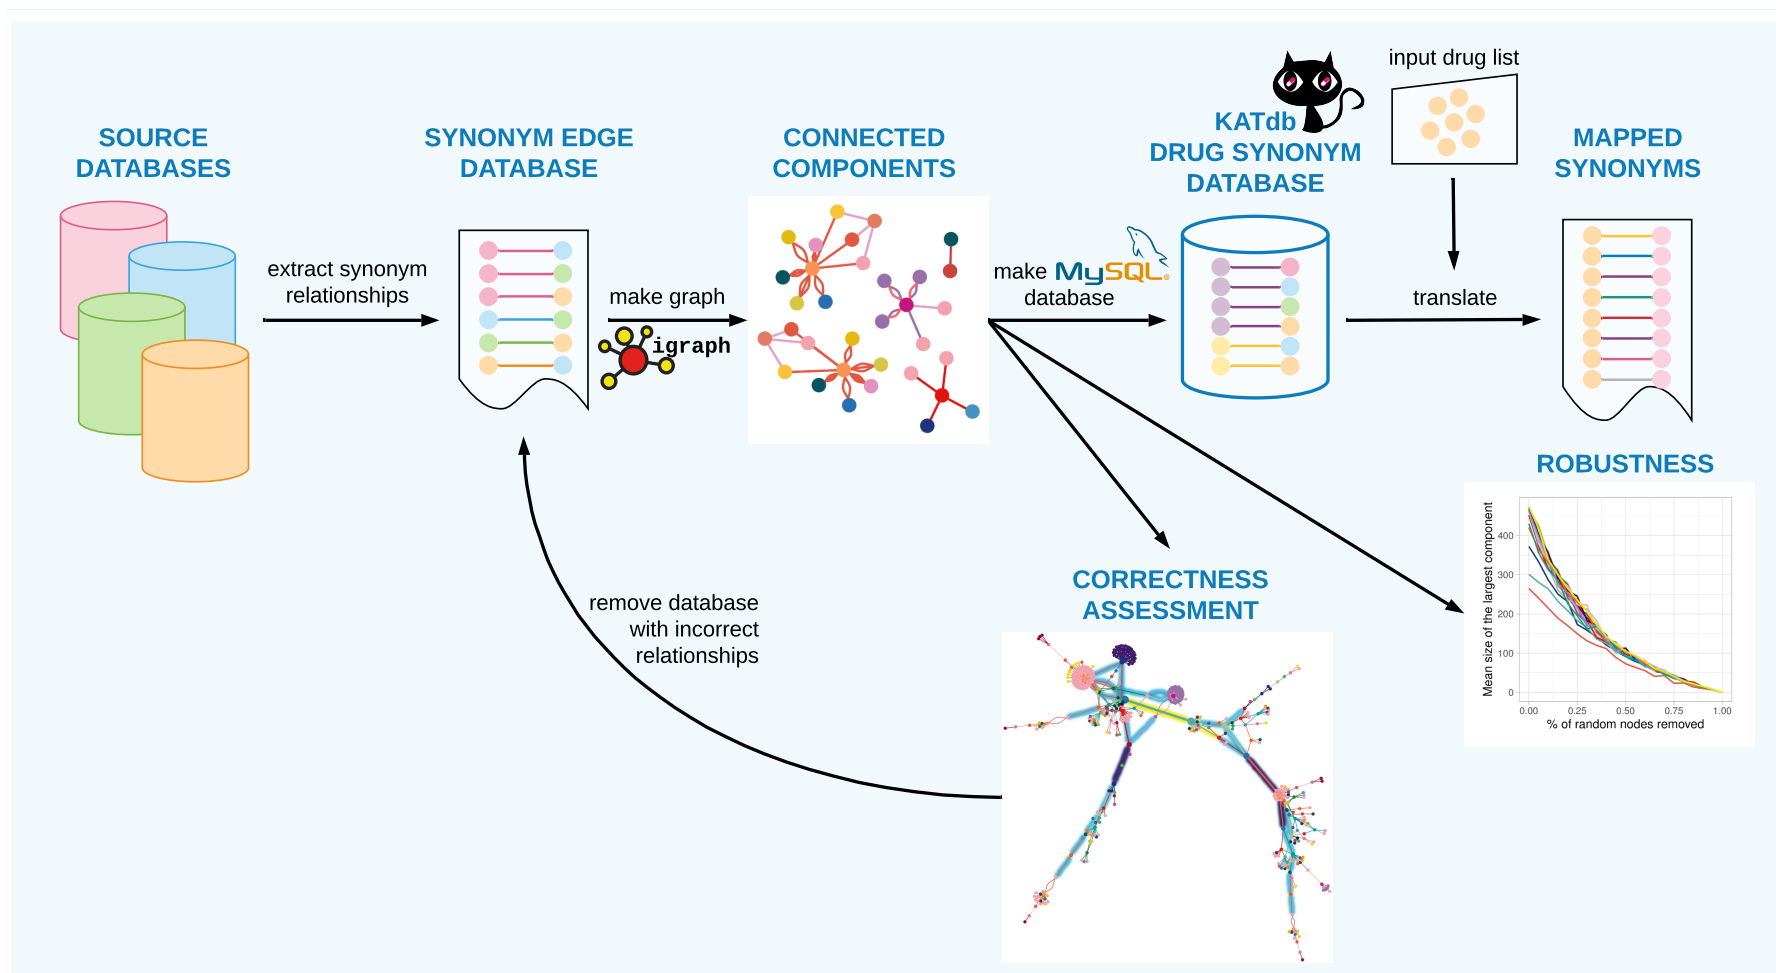 SOURCE
DATABASES
extract synonym
relationships
SYNONYM EDGE
DATABASE
make graph
igraph
CONNECTED
COMPONENTS
make MySQL®
database
KATdb
DRUG SYNONYM
DATABASE
input drug list
translate
MAPPED
SYNONYMS
remove database
with incorrect
relationships
CORRECTNESS
ASSESSMENT
ROBUSTNESS
Mean size of the largest component
400
300
200
100
0
0.00 0.25 0.50 0.75 1.00
% of random nodes removed